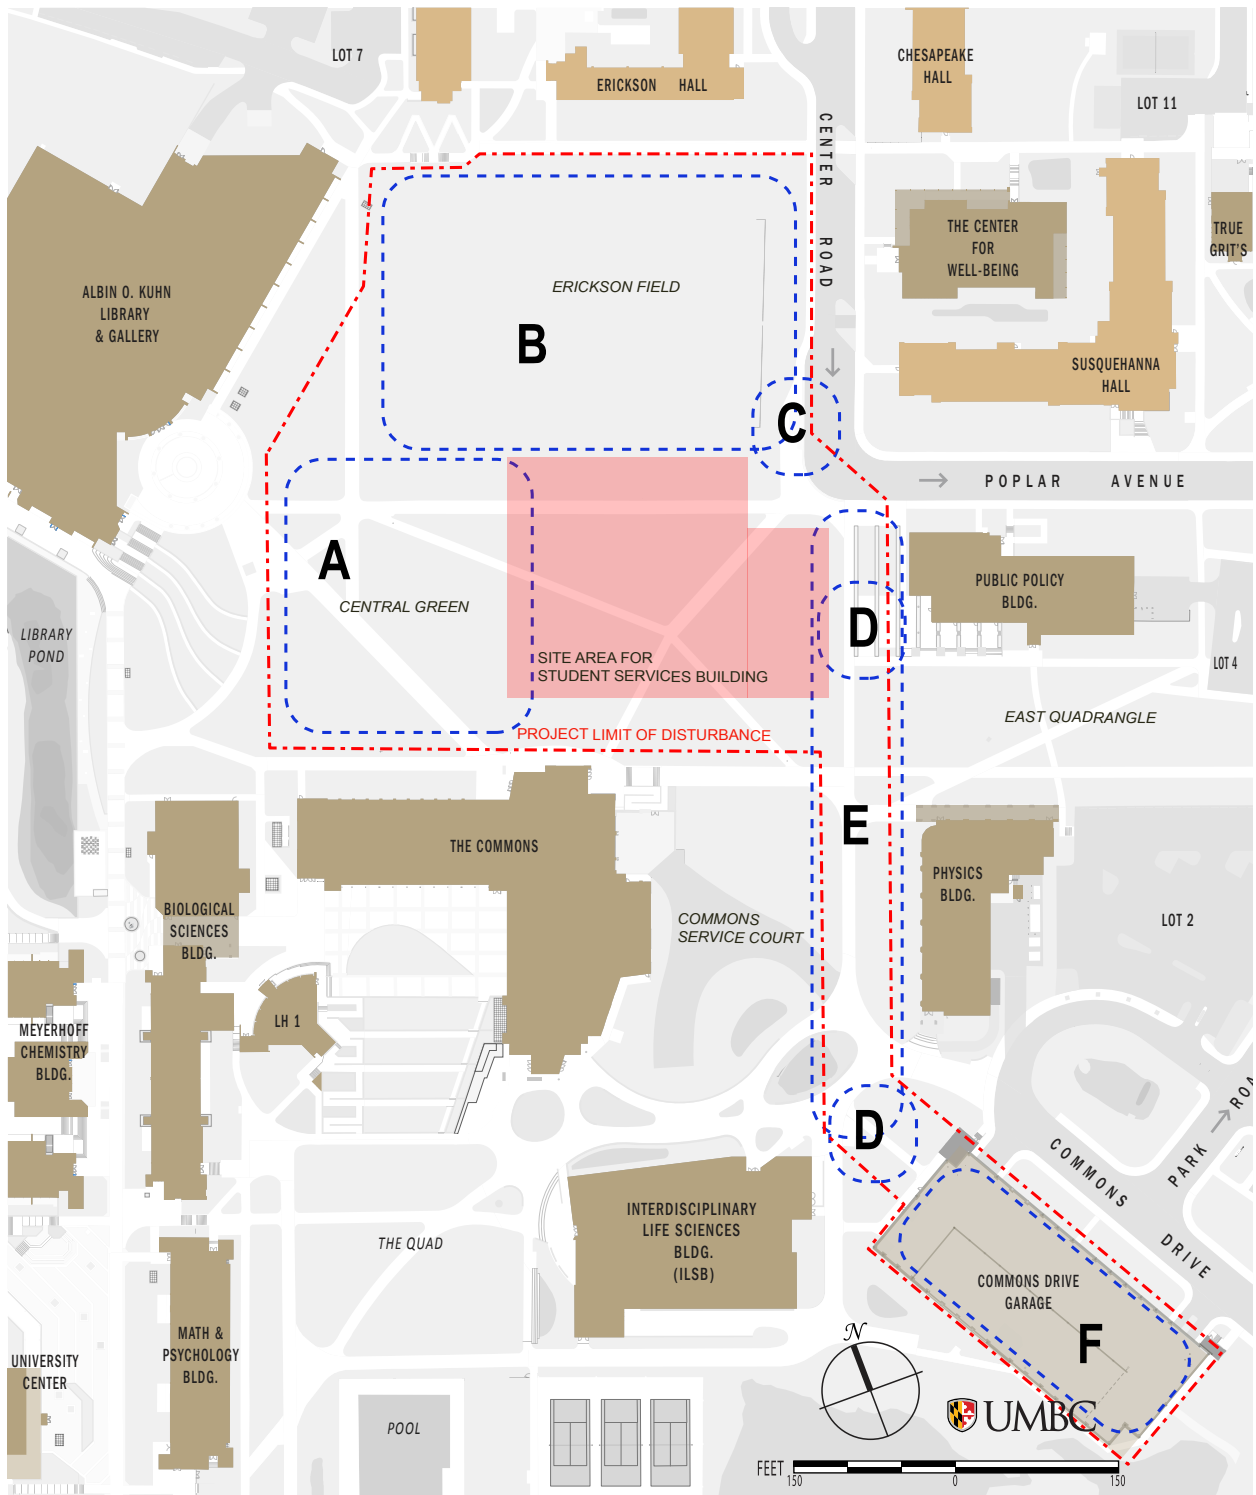 LOT 7
ERICKSON HALL
CHESAPEAKE
HALL
LOT 11
CENTER ROAD
THE CENTER
FOR
WELL-BEING
TRUE
GRIT'S
ALBIN O. KUHN
LIBRARY
& GALLERY
ERICKSON FIELD
B
SUSQUEHANNA
HALL
C
POPLAR AVENUE
A
CENTRAL GREEN
PUBLIC POLICY
BLDG.
D
LIBRARY
POND
SITE AREA FOR
STUDENT SERVICES BUILDING
LOT 4
EAST QUADRANGLE
PROJECT LIMIT OF DISTURBANCE
E
THE COMMONS
PHYSICS
BLDG.
BIOLOGICAL
SCIENCES
BLDG.
COMMONS
SERVICE COURT
LOT 2
LH 1
MEYERHOFF
CHEMISTRY
BLDG.
D
COMMONS DRIVE
PARK ROA
INTERDISCIPLINARY
LIFE SCIENCES
BLDG.
(ILSB)
THE QUAD
COMMONS DRIVE
GARAGE
F
MATH &
PSYCHOLOGY
BLDG.
UNIVERSITY
CENTER
N
UMBC
POOL
FEET
150 0 150